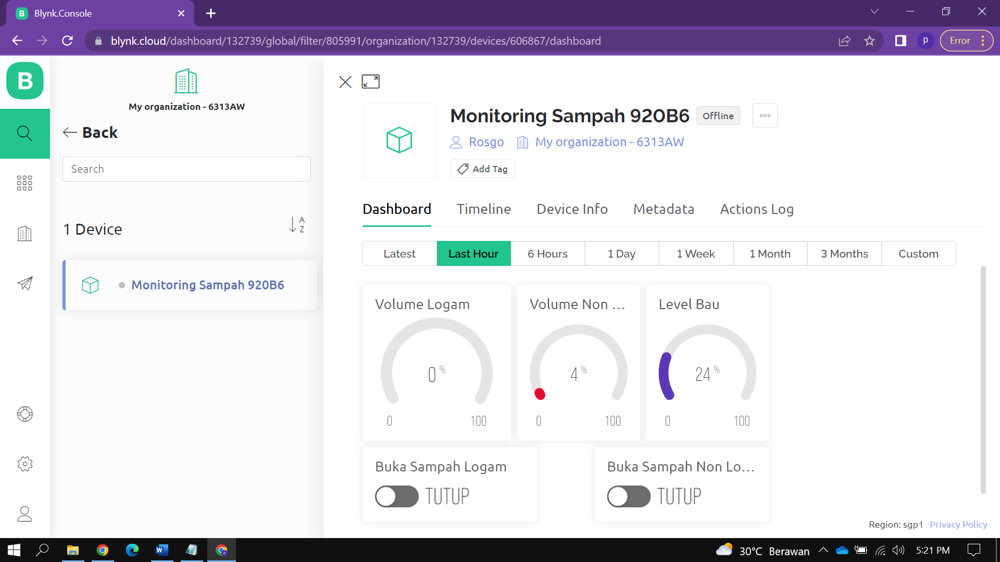 B Blynk.Console
blynk.cloud/dashboard/132739/global/filter/805991/organization/132739/devices/606867/dashboard
p
Error
B
My organization - 6313AW
Back
Search
1 Device
A
Z
Monitoring Sampah 920B6
Monitoring Sampah 920B6
Offline
Rosgo
My organization - 6313AW
Add Tag
Dashboard Timeline Device Info Metadata Actions Log
Latest Last Hour 6 Hours 1 Day 1 Week 1 Month 3 Months Custom
Volume Logam
0 %
0 100
Volume Non ...
4 %
0 100
Level Bau
24 %
0 100
Buka Sampah Logam
TUTUP
Buka Sampah Non Lo...
TUTUP
Region: sgp1 Privacy Policy
W
P
30°C Berawan
5:21 PM